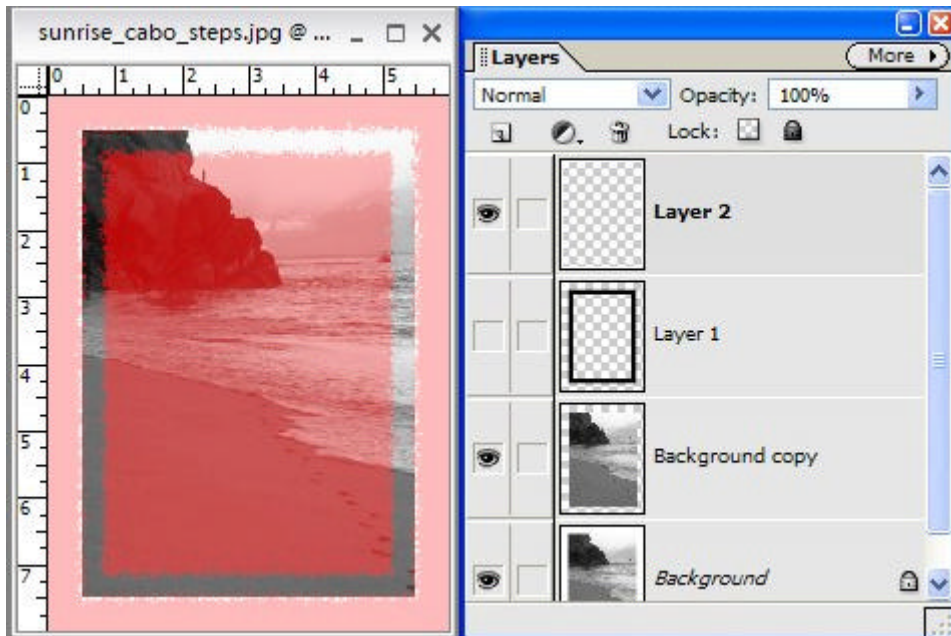 sunrise_cabo_steps.jpg @ ...
0 1 2 3 4 5
0
1
2
3
4
5
6
7
Layers
More
Normal
Opacity: 100%
Lock:
Layer 2
Layer 1
Background copy
Background